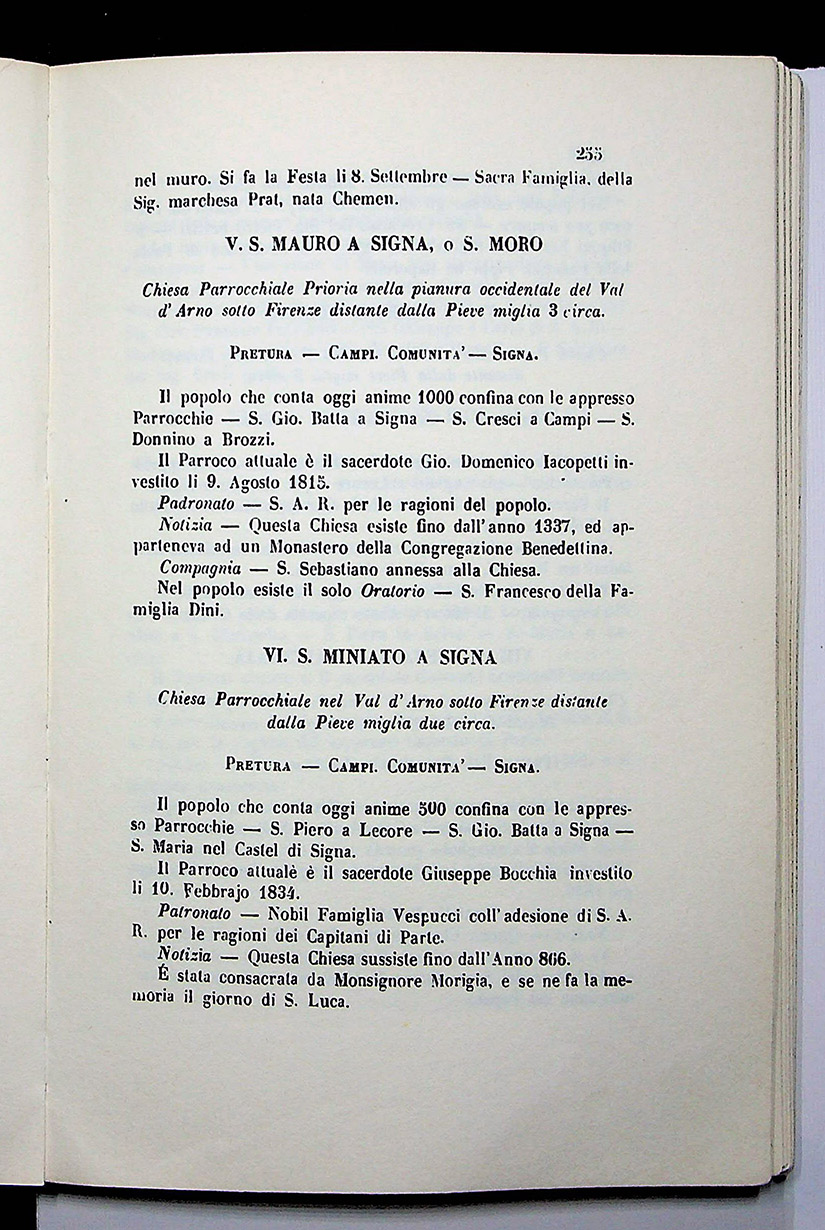 255
nel muro. Si fa la Festa li 8. Settembre — Sacra Famiglia, della
Sig. marchesa Prat, nata Chemen.
V. S. MAURO A SIGNA, o S. MORO
Chiesa Parrocchiale Prioria nella pianura occidentale del Val
d' Arno sotto Firenze distante dalla Pieve miglia 3 circa.
PRETURA — CAMPI. COMUNITA' — SIGNA.
Il popolo che conta oggi anime 1000 confina con le appresso
Parrocchie — S. Gio. Batta a Signa — S. Cresci a Campi — S.
Donnino a Brozzi.
Il Parroco attuale è il sacerdote Gio. Domenico Iacopetti in-
vestito li 9. Agosto 1815.
Padronato — S. A. R. per le ragioni del popolo.
Notizia — Questa Chiesa esiste fino dall'anno 1337, ed ap-
parteneva ad un Monastero della Congregazione Benedettina.
Compagnia — S. Sebastiano annessa alla Chiesa.
Nel popolo esiste il solo Oratorio — S. Francesco della Fa-
miglia Dini.
VI. S. MINIATO A SIGNA
Chiesa Parrocchiale nel Val d' Arno sotto Firenze distante
dalla Pieve miglia due circa.
PRETURA — CAMPI. COMUNITA' — SIGNA.
Il popolo che conta oggi anime 500 confina con le appres-
so Parrocchie — S. Piero a Lecore — S. Gio. Batta a Signa —
S. Maria nel Castel di Signa.
Il Parroco attualè è il sacerdote Giuseppe Bocchia investito
li 10. Febbrajo 1834.
Patronato — Nobil Famiglia Vespucci coll' adesione di S. A.
R. per le ragioni dei Capitani di Parte.
Notizia — Questa Chiesa sussiste fino dall'Anno 866.
É stata consacrata da Monsignore Morigia, e se ne fa la me-
moria il giorno di S. Luca.